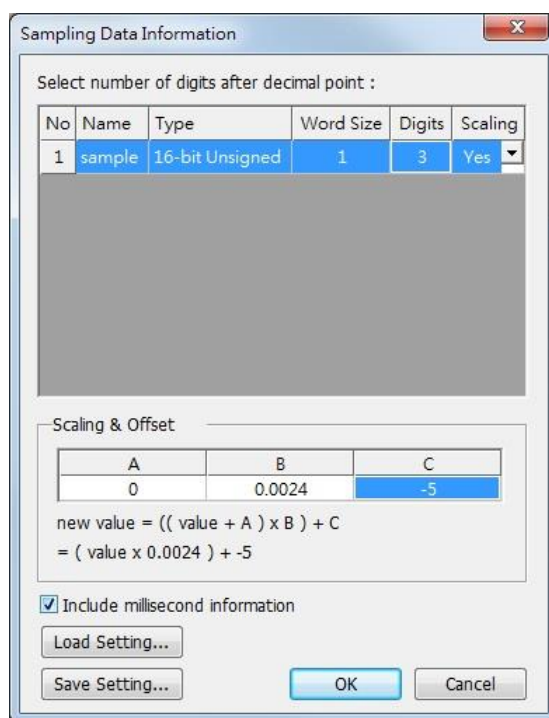 Sampling Data Information
Select number of digits after decimal point :
No Name Type Word Size Digits Scaling
1 sample 16-bit Unsigned 1 3 Yes
Scaling & Offset
A B C
0 0.0024 -5
new value = (( value + A ) x B ) + C
= ( value x 0.0024 ) + -5
Include millisecond information
Load Setting...
Save Setting... OK Cancel